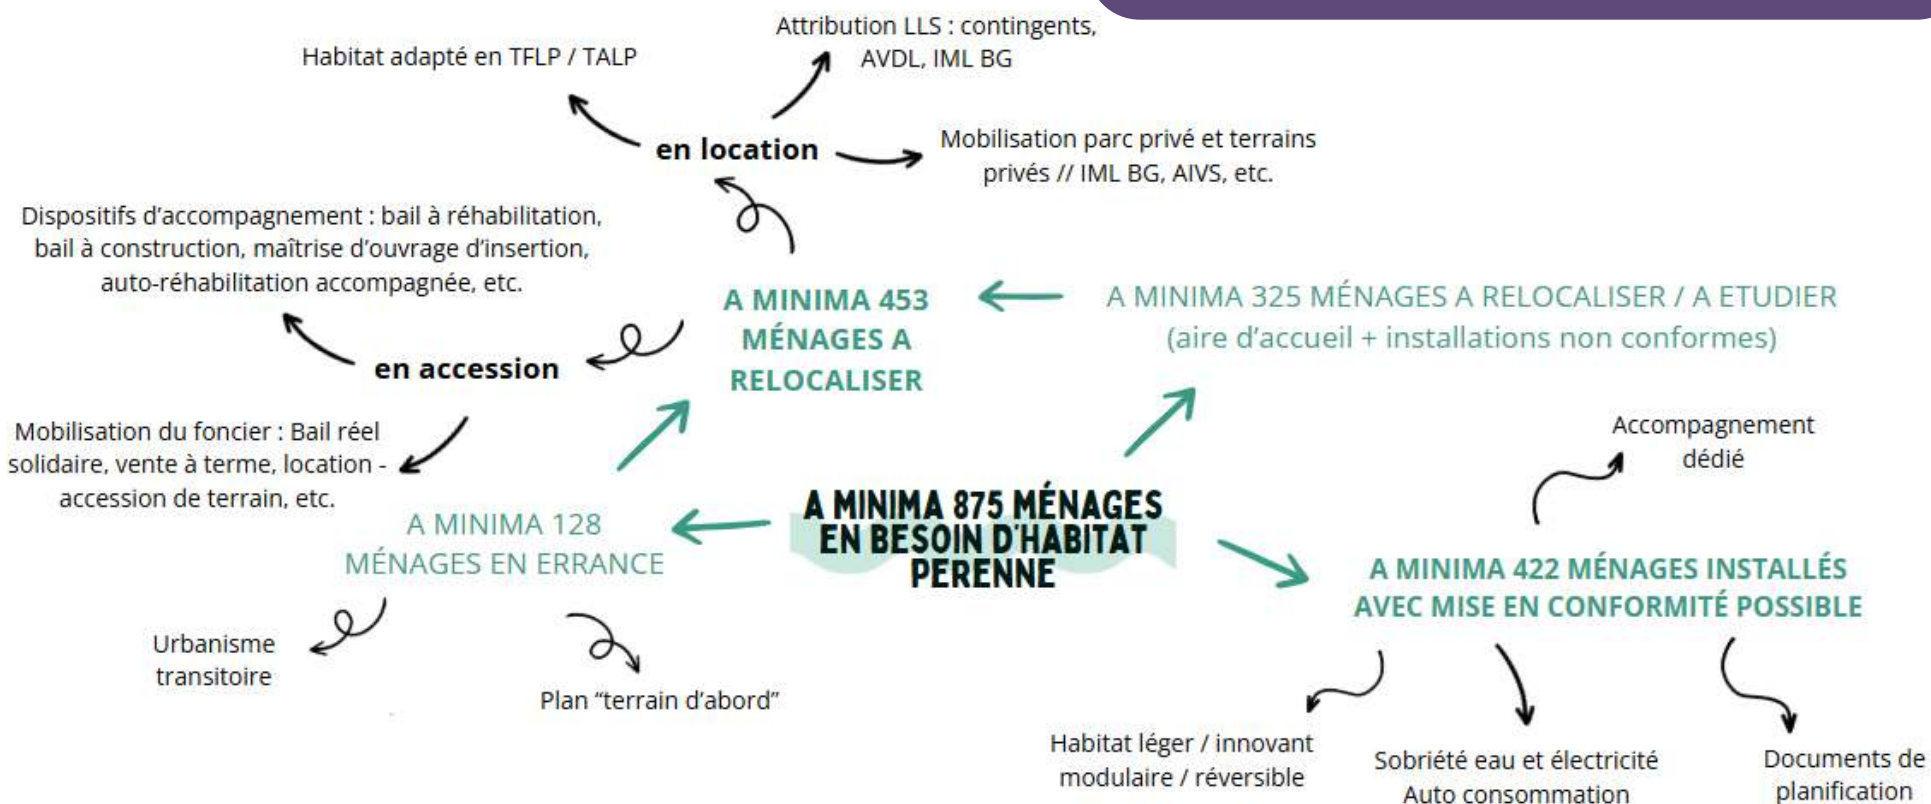 Attribution LLS : contingents,
AVDL, IML BG
Habitat adapté en TFLP / TALP
en location
Mobilisation parc privé et terrains
privés // IML BG, AIVS, etc.
Dispositifs d'accompagnement : bail à réhabilitation,
bail à construction, maîtrise d'ouvrage d'insertion,
auto-réhabilitation accompagnée, etc.
A MINIMA 453
MÉNAGES A
RELOCALISER
A MINIMA 325 MÉNAGES A RELOCALISER / A ETUDIER
(aire d'accueil + installations non conformes)
en accession
Mobilisation du foncier : Bail réel
solidaire, vente à terme, location -
accession de terrain, etc.
Accompagnement
dédié
A MINIMA 128
MÉNAGES EN ERRANCE
A MINIMA 875 MÉNAGES
EN BESOIN D'HABITAT
PERENNE
A MINIMA 422 MÉNAGES INSTALLÉS
AVEC MISE EN CONFORMITÉ POSSIBLE
Urbanisme
transitoire
Plan "terrain d'abord"
Habitat léger / innovant
modulaire / réversible
Sobriété eau et électricité
Auto consommation
Documents de
planification